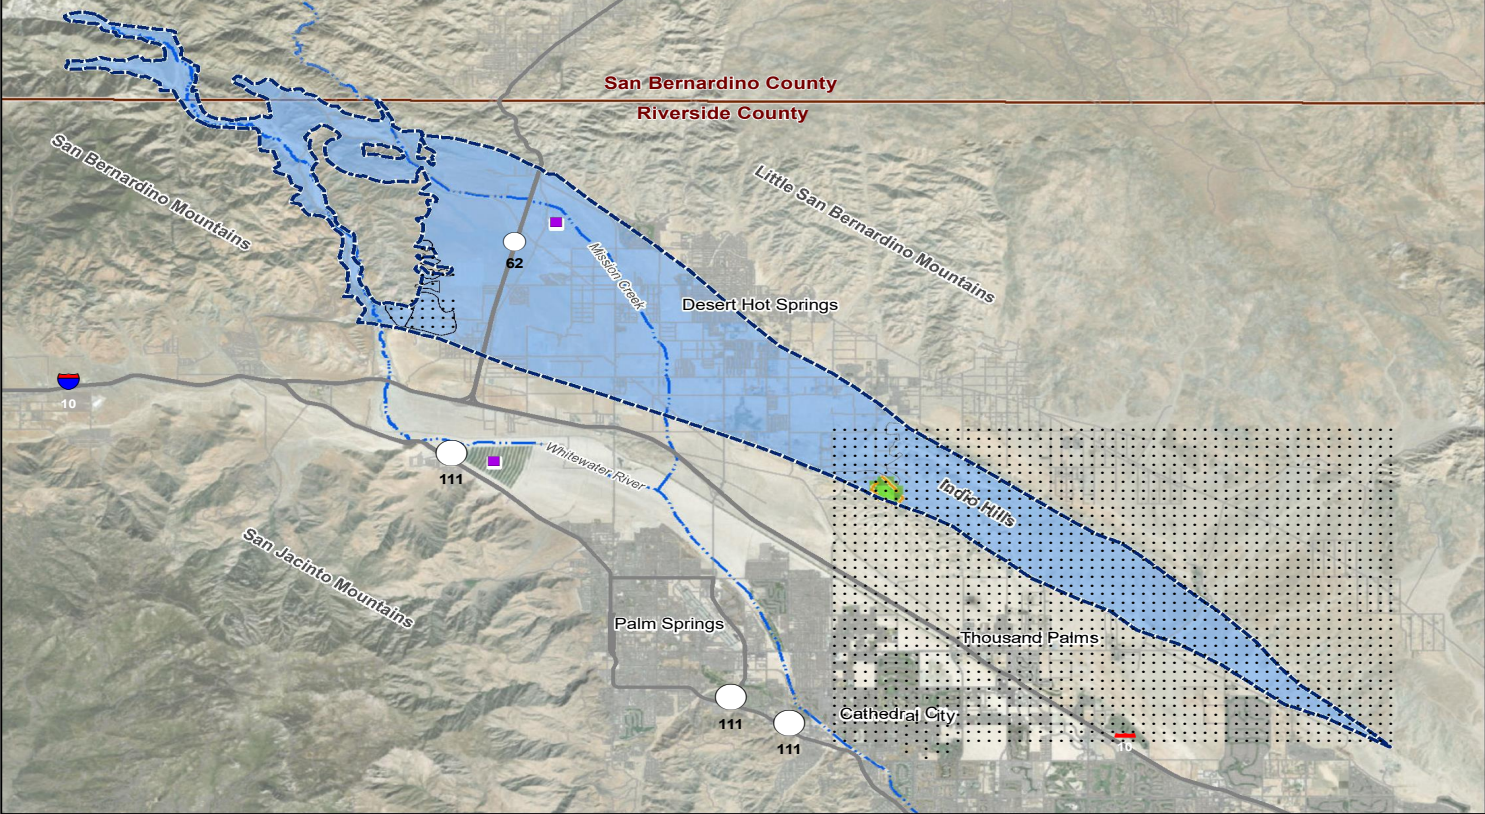 San Bernardino County
Riverside County
San Bernardino Mountains
Little San Bernardino Mountains
62
Mission Creek
Desert Hot Springs
10
111
Whitewater River
Indio Hills
San Jacinto Mountains
Palm Springs
Thousand Palms
111
Cathedral City
111
10